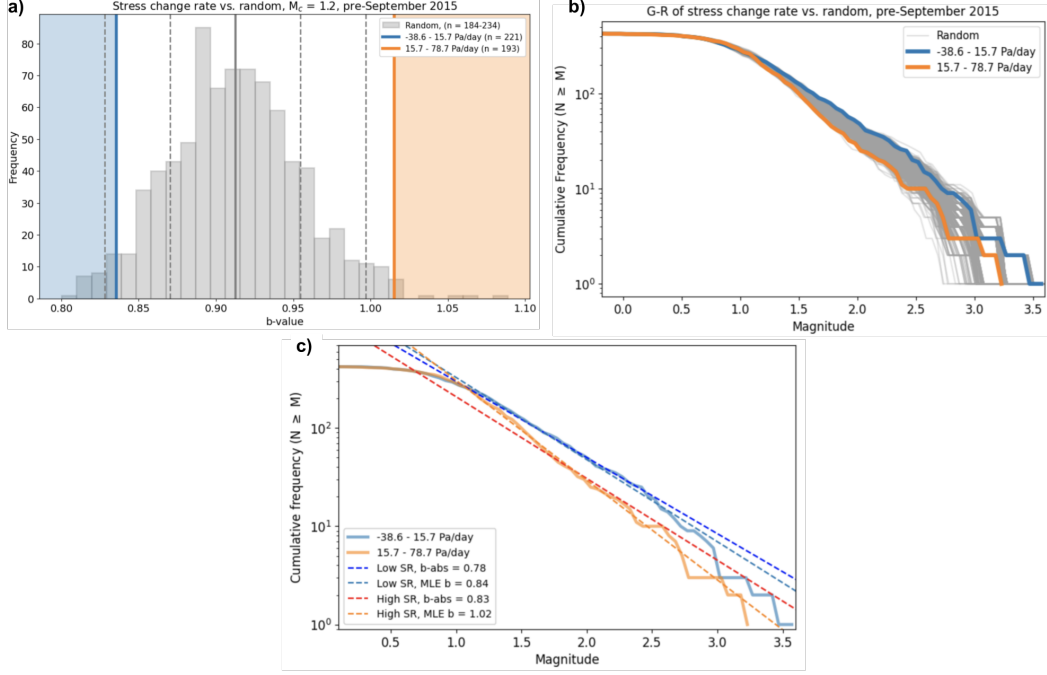 a)
Stress change rate vs. random, Mc = 1.2, pre-September 2015
Random, (n = 184-234)
-38.6 - 15.7 Pa/day (n = 221)
15.7 - 78.7 Pa/day (n = 193)
Frequency
80
70
60
50
40
30
20
10
0
0.80 0.85 0.90 0.95 1.00 1.05 1.10
b-value
b)
G-R of stress change rate vs. random, pre-September 2015
Random
-38.6 - 15.7 Pa/day
15.7 - 78.7 Pa/day
Cumulative Frequency (N ≥ M)
10²
10¹
10⁰
0.0 0.5 1.0 1.5 2.0 2.5 3.0 3.5
Magnitude
c)
Cumulative frequency (N ≥ M)
10²
10¹
10⁰
-38.6 - 15.7 Pa/day
15.7 - 78.7 Pa/day
Low SR, b-abs = 0.78
Low SR, MLE b = 0.84
High SR, b-abs = 0.83
High SR, MLE b = 1.02
0.5 1.0 1.5 2.0 2.5 3.0 3.5
Magnitude